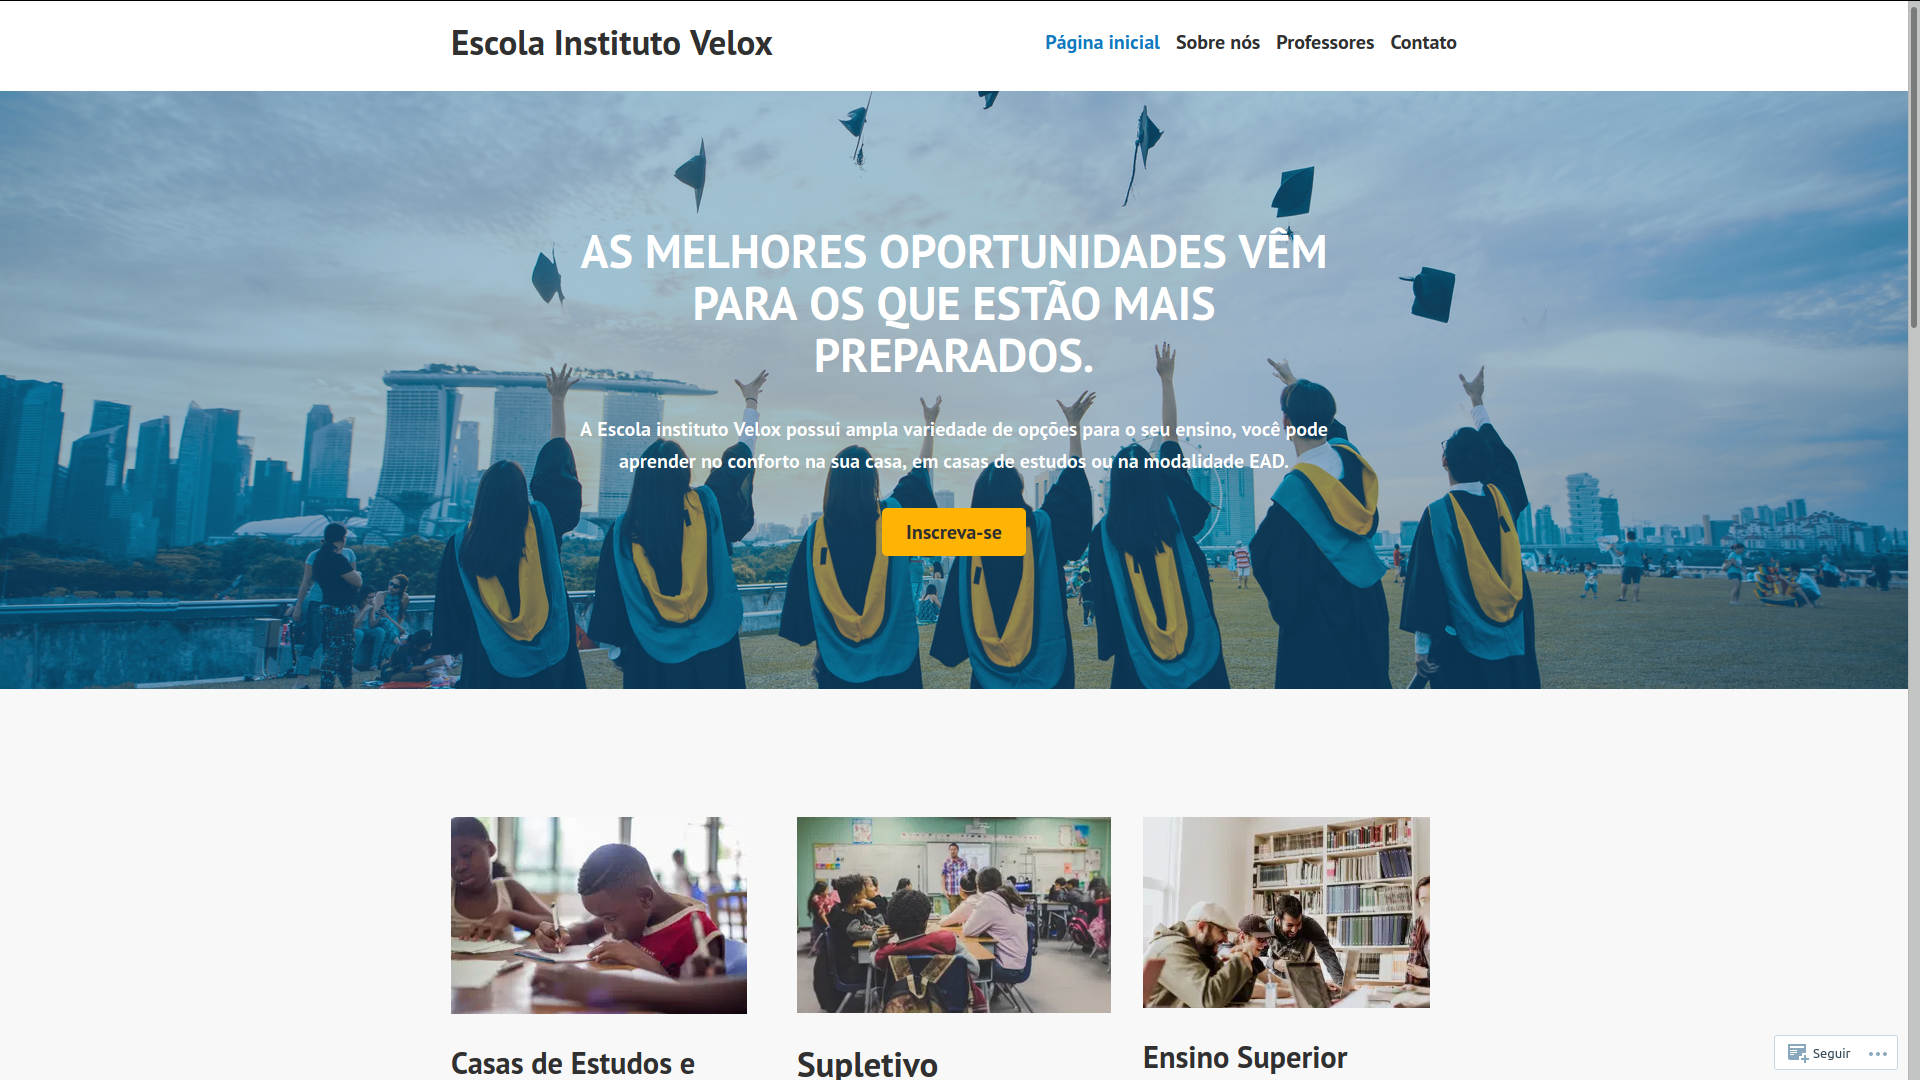 Escola Instituto Velox
Página inicial Sobre nós Professores Contato
AS MELHORES OPORTUNIDADES VÊM
PARA OS QUE ESTÃO MAIS
PREPARADOS.
A Escola instituto Velox possui ampla variedade de opções para o seu ensino, você pode
aprender no conforto na sua casa, em casas de estudos ou na modalidade EAD.
Inscreva-se
Casas de Estudos e
Supletivo
Ensino Superior
Seguir